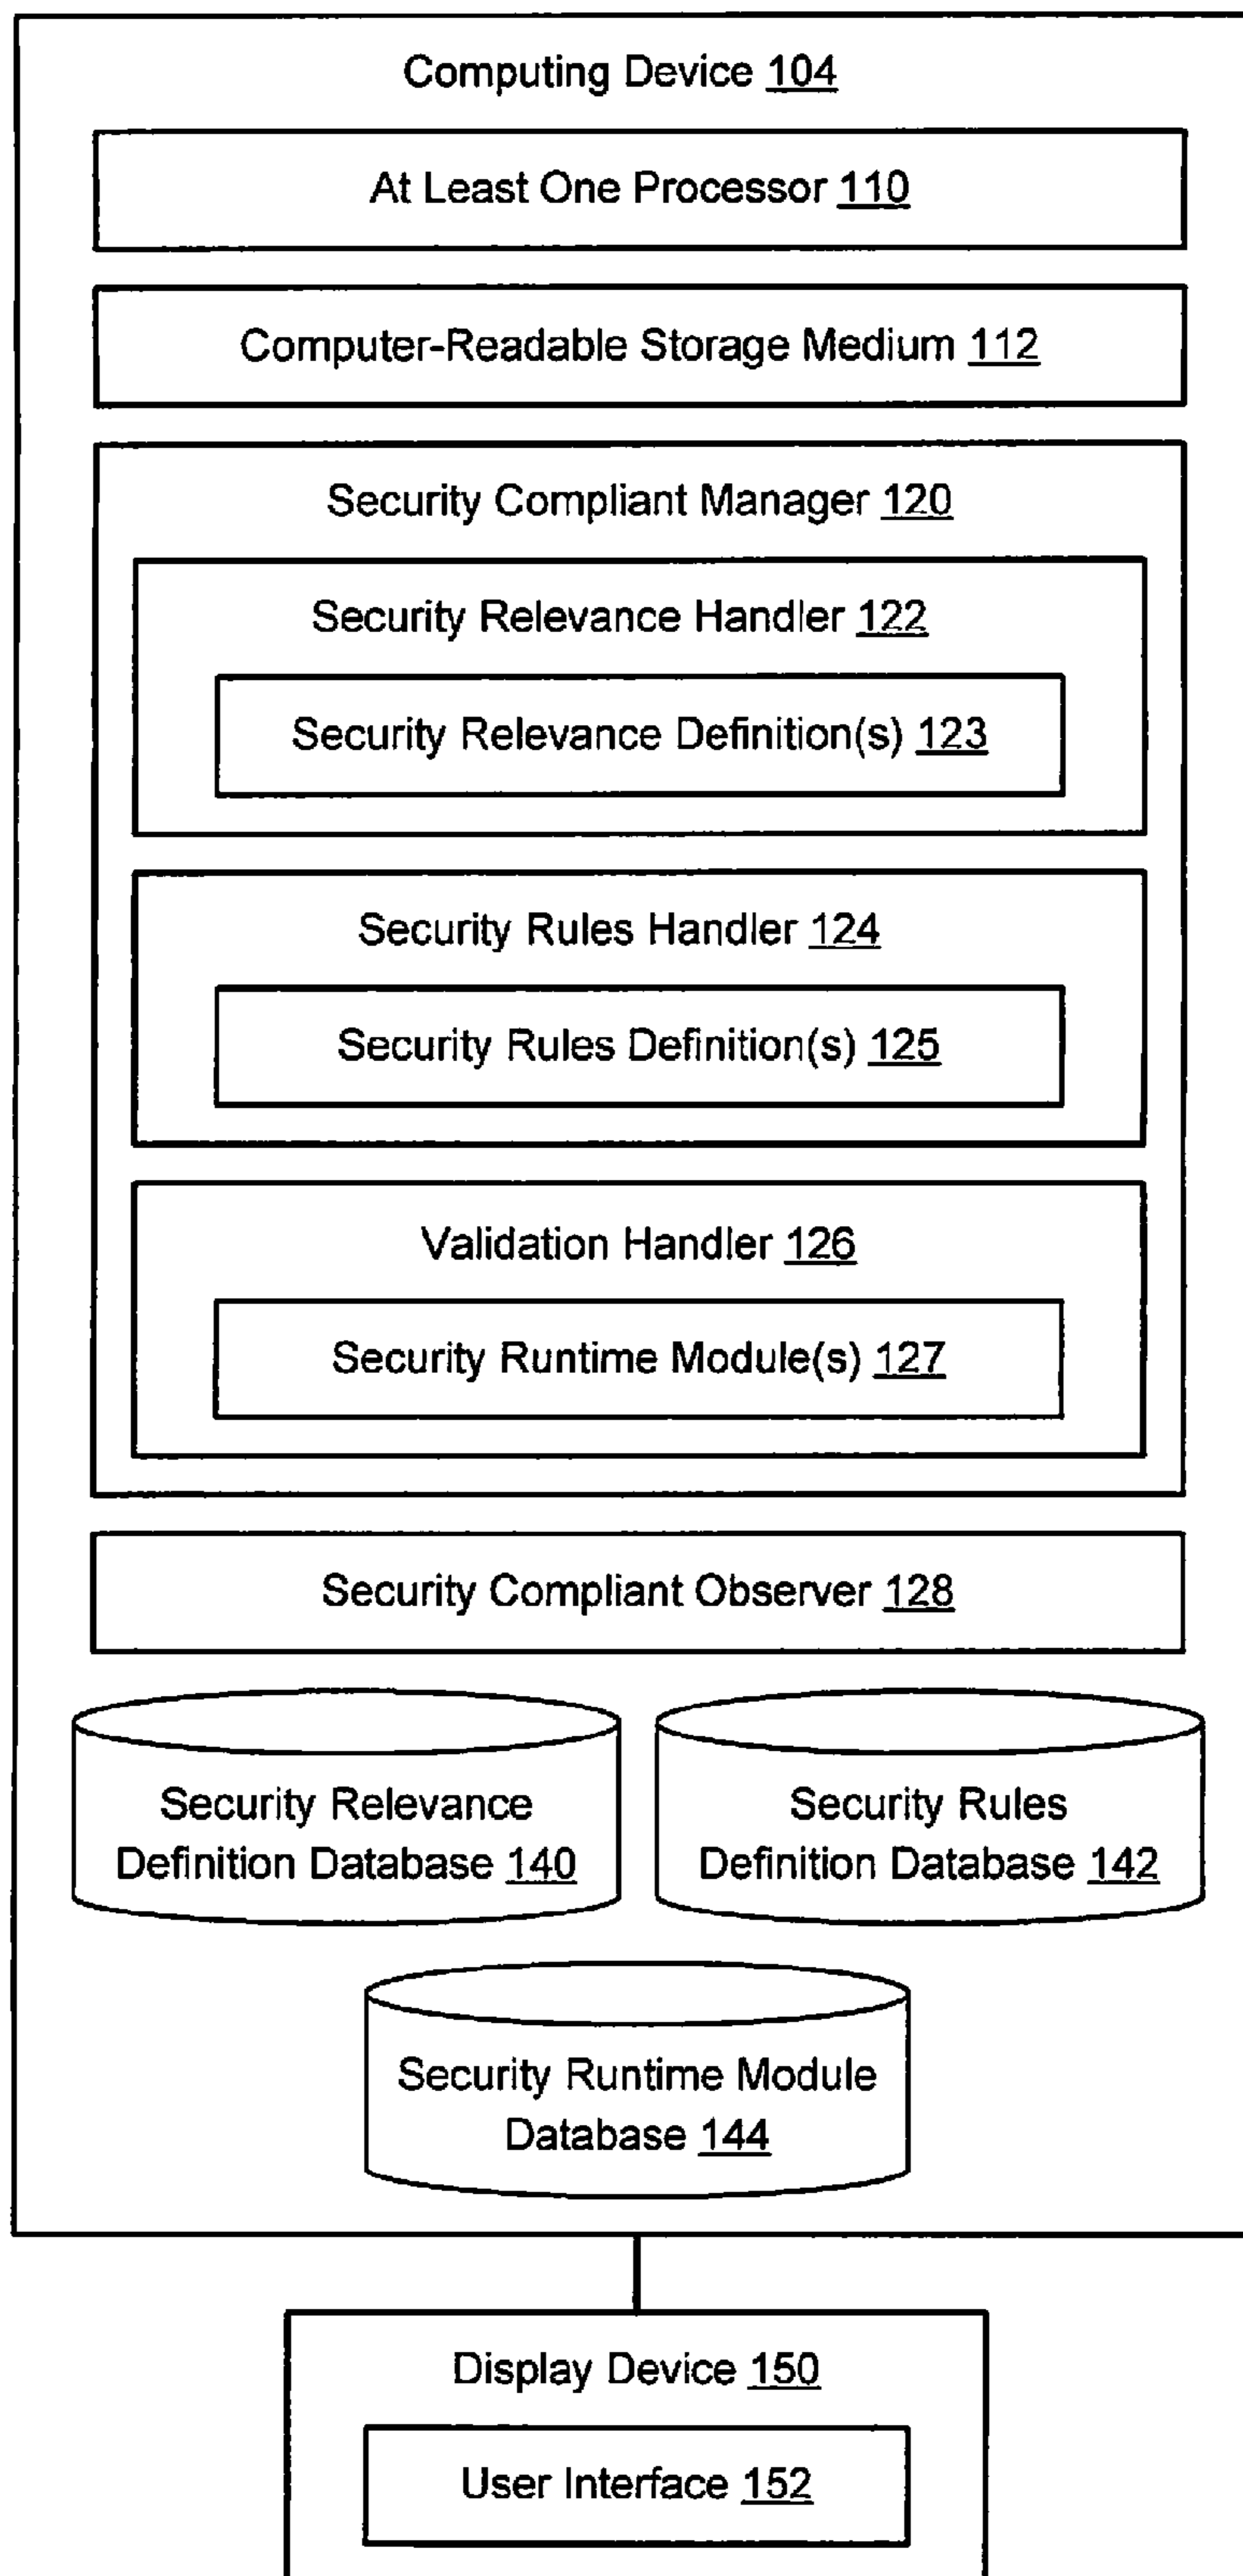 Computing Device 104
At Least One Processor 110
Computer-Readable Storage Medium 112
Security Compliant Manager 120
Security Relevance Handler 122
Security Relevance Definition(s) 123
Security Rules Handler 124
Security Rules Definition(s) 125
Validation Handler 126
Security Runtime Module(s) 127
Security Compliant Observer 128
Security Relevance
Definition Database 140
Security Rules
Definition Database 142
Security Runtime Module
Database 144
Display Device 150
User Interface 152